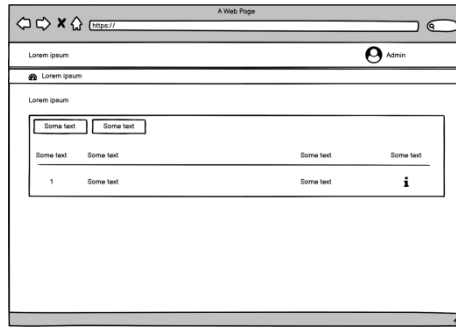 A Web Page
https://
Lorem ipsum Admin
Lorem ipsum
Lorem ipsum
Some text Some text
Some text Some text Some text Some text
1 Some text Some text i